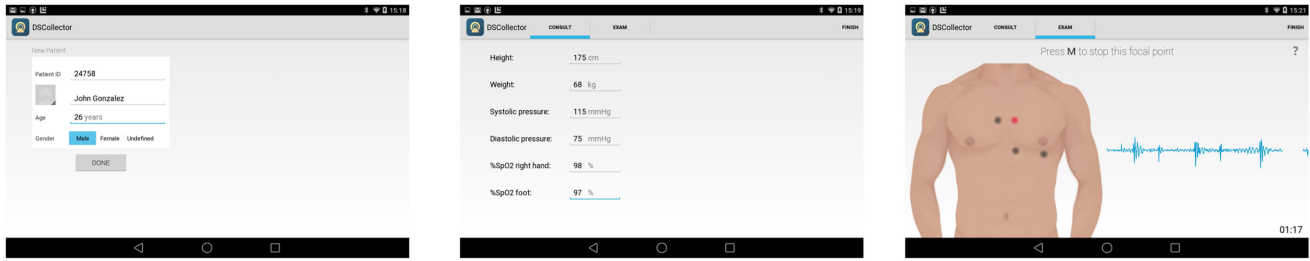 15:18
DSCollector
New Patient
Patient ID 24758
John Gonzalez
Age 26 years
Gender Male Female Undefined
DONE
15:19
DSCollector CONSULT EXAM FINISH
Height: 175 cm
Weight: 68 kg
Systolic pressure: 115 mmHg
Diastolic pressure: 75 mmHg
%SpO2 right hand: 98 %
%SpO2 foot: 97 %
15:21
DSCollector CONSULT EXAM FINISH
Press M to stop this focal point ?
01:17